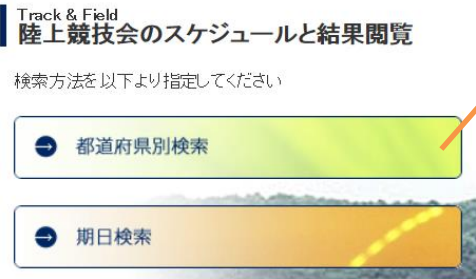 Track & Field
陸上競技会のスケジュールと結果閲覧
検索方法を以下より指定してください
都道府県別検索
期日検索